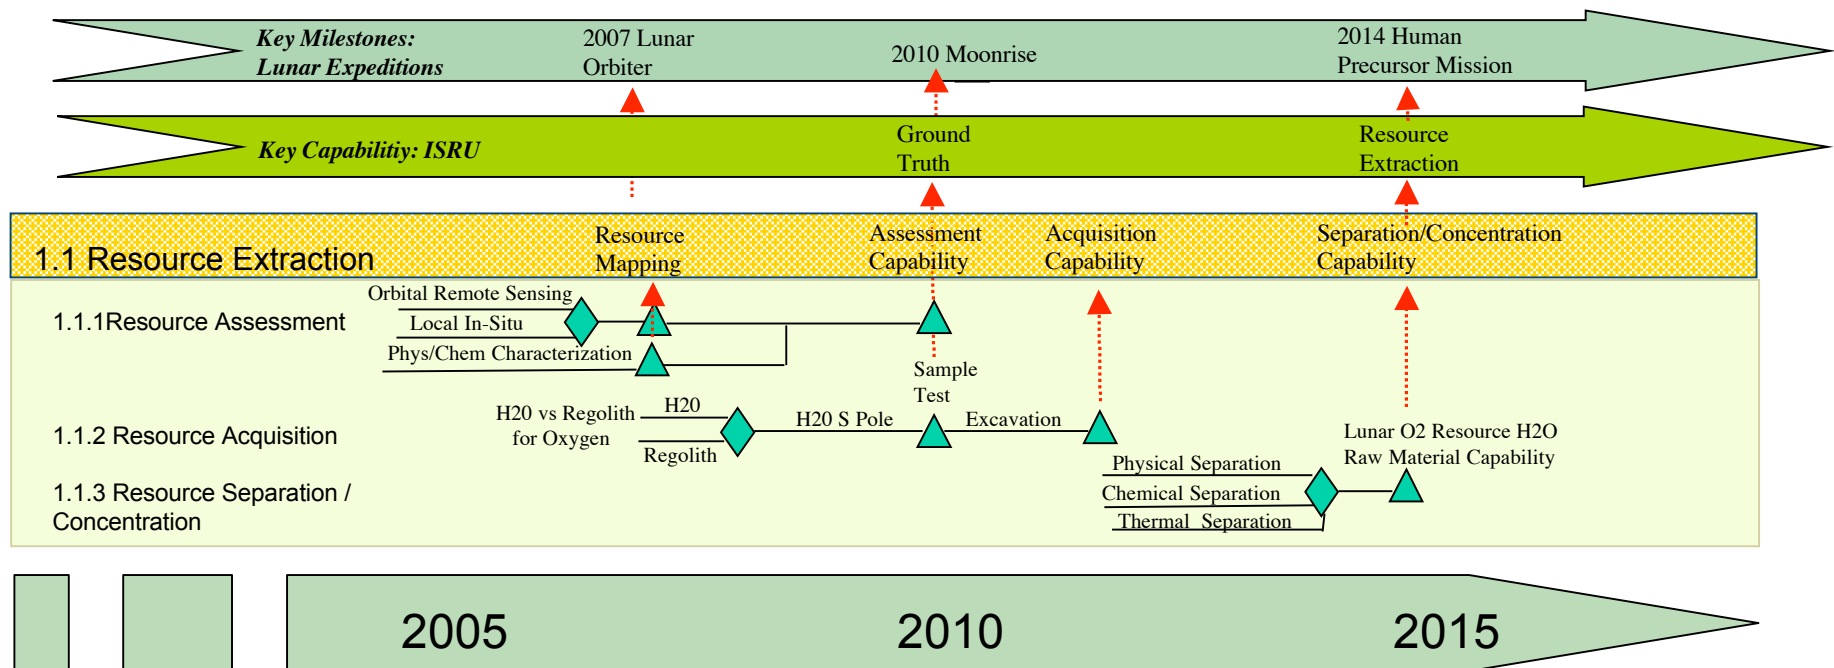 Key Milestones:
Lunar Expeditions
2007 Lunar
Orbiter
2010 Moonrise
2014 Human
Precursor Mission
Key Capabilitiy: ISRU
Ground
Truth
Resource
Extraction
1.1 Resource Extraction
Resource
Mapping
Assessment
Capability
Acquisition
Capability
Separation/Concentration
Capability
1.1.1Resource Assessment
Orbital Remote Sensing
Local In-Situ
Phys/Chem Characterization
Sample
Test
1.1.2 Resource Acquisition
H20 vs Regolith
for Oxygen
H20
Regolith
H20 S Pole
Excavation
Lunar O2 Resource H2O
Raw Material Capability
1.1.3 Resource Separation /
Concentration
Physical Separation
Chemical Separation
Thermal Separation
2005
2010
2015